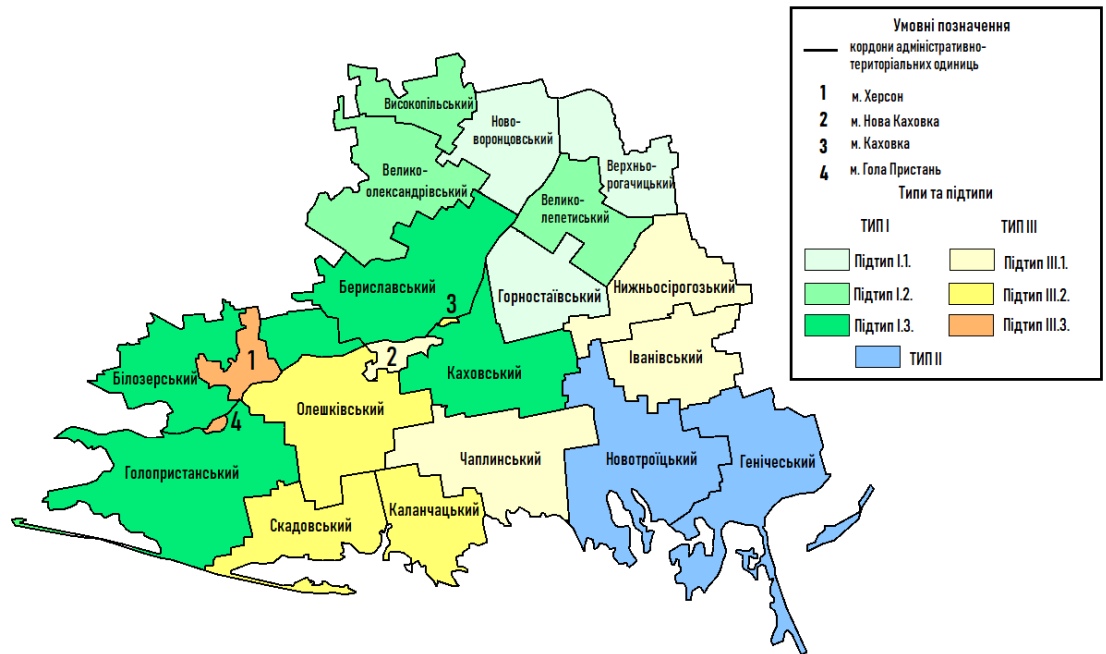 Умовні позначення
кордони адміністративно-
територіальних одиниць
1 м. Херсон
2 м. Нова Каховка
3 м. Каховка
4 м. Гола Пристань
Типи та підтипи
ТИП I ТИП III
Підтип I.1. Підтип III.1.
Підтип I.2. Підтип III.2.
Підтип I.3. Підтип III.3.
ТИП II
Високопільський
Ново-
воронцовський
Верхньо-
рогачицький
Велико-
олександрівський
Велико-
лепетиський
Бериславський
3
Горностаївський
Нижньосірогозький
1
2
Іванівський
Білозерський
Каховський
4
Олешківський
Голопристанський
Чаплинський
Новотроїцький
Генічеський
Скадовський
Каланчацький